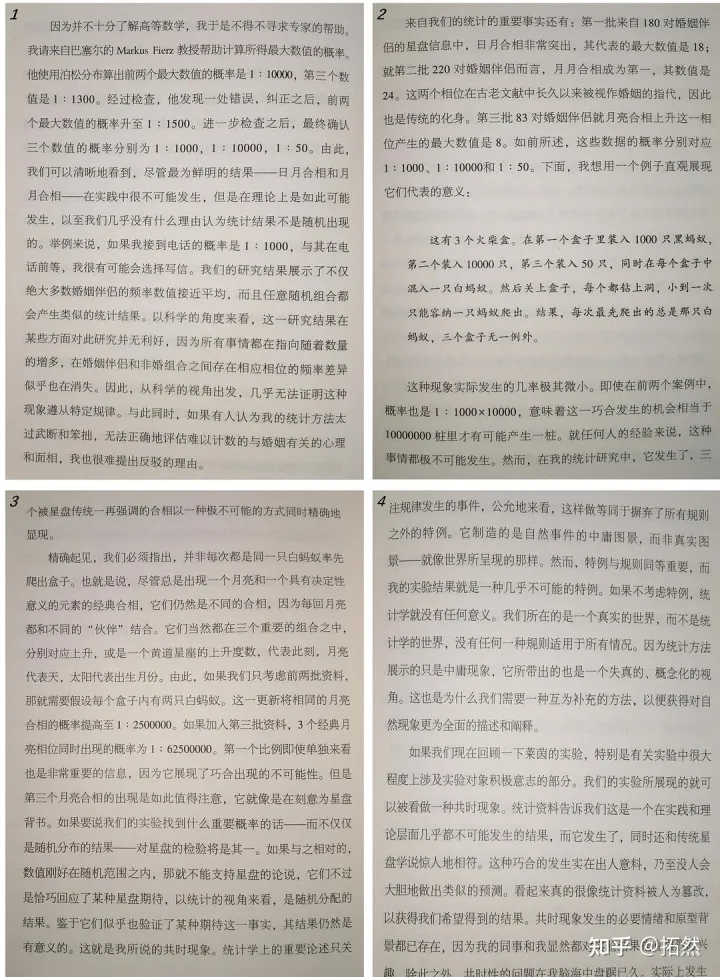 1
因为并不十分了解高等数学，我于是不得不寻求专家的帮助。
我请来自巴塞尔的 Markus Fierz 教授帮助计算所得最大数值的概率。
他使用泊松分布算出前两个最大数值的概率是 1∶10000，第三个数
值是 1∶1300。经过检查，他发现一处错误，纠正之后，前两
个最大数值的概率升至 1∶1500。进一步检查之后，最终确认
三个数值的概率分别为 1∶1000，1∶10000，1∶50。由此，
我们可以清晰地看到，尽管最为鲜明的结果——日月合相和月
月合相——在实践中很不可能发生，但是在理论上是如此可能
发生，以至我们几乎没有什么理由认为统计结果不是随机出现
的。举例来说，如果我接到电话的概率是 1∶1000，与其在电
话前等，我很有可能会选择写信。我们的研究结果展示了不仅
绝大多数婚姻伴侣的频率数值接近平均，而且任意随机组合都
会产生类似的统计结果。以科学的角度来看，这一研究结果在
某些方面对此研究并无利好，因为所有事情都在指向随着数量
的增多，在婚姻伴侣和非婚组合之间存在相应相位的频率差异
似乎也在消失。因此，从科学的视角出发，几乎无法证明这种
现象遵从特定规律。与此同时，如果有人认为我的统计方法太
过武断和笨拙，无法正确地评估难以计数的与婚姻有关的心理
和面相，我也很难提出反驳的理由。
2
来自我们的统计的重要事实还有：第一批来自 180 对婚姻伴
侣的星盘信息中，日月合相非常突出，其代表的最大数值是 18；
就第二批 220 对婚姻伴侣而言，月月合相成为第一，其数值是
24。这两个相位在古老文献中长久以来被视作婚姻的指代，因此
也是传统的化身。第三批 83 对婚姻伴侣就月亮合相上升这一相
位产生的最大数值是 8。如前所述，这些数据的概率分别对应
1∶1000、1∶10000和 1∶50。下面，我想用一个例子直观展现
它们代表的意义：
这有 3 个火柴盒。在第一个盒子里装入 1000 只黑蚂蚁，
第二个装入 10000 只，第三个装入 50 只，同时在每个盒子中
混入一只白蚂蚁。然后关上盒子，每个都钻上洞，小到一次
只能容纳一只蚂蚁爬出。结果，每次最先爬出的总是那只白
蚂蚁，三个盒子无一例外。
这种现象实际发生的几率极其微小。即使在前两个案例中，
概率也是 1∶1000×10000，意味着这一巧合发生的机会相当于
10000000 桩里才有可能产生一桩。就任何人的经验来说，这种
事情都极不可能发生。然而，在我的统计研究中，它发生了，三
3
个被星盘传统一再强调的合相以一种极不可能的方式同时精确地
显现。
精确起见，我们必须指出，并非每次都是同一只白蚂蚁率先
爬出盒子。也就是说，尽管总是出现一个月亮和一个具有决定性
意义的元素的经典合相，它们仍然是不同的合相，因为每回月亮
都和不同的“伙伴”结合。它们当然都在三个重要的组合之中，
分别对应上升，或是一个黄道星座的上升度数，代表此刻，月亮
代表天，太阳代表出生月份。由此，如果我们只考虑前两批资料，
那就需要假设每个盒子内有两只白蚂蚁。这一更新将相同的月亮
合相的概率提高至 1∶2500000。如果加入第三批资料，3 个经典月
亮相位同时出现的概率为 1∶62500000。第一个比例即使单独来看
也是非常重要的信息，因为它展现了巧合出现的不可能性。但是
第三个月亮合相的出现是如此值得注意，它就像是在刻意为星盘
背书。如果要说我们的实验找到什么重要概率的话——而不仅仅
是随机分布的结果——对星盘的检验将是其一。如果与之相对的，
数值刚好在随机范围之内，那就不能支持星盘的论说，它们不过
是恰巧回应了某种星盘期待，以统计的视角来看，是随机分配的
结果。鉴于它们似乎也验证了某种期待这一事实，其结果仍然是
有意义的。这就是我所说的共时现象。统计学上的重要论述只关
4
注规律发生的事件，公允地来看，这样做等同于摒弃了所有规则
之外的特例。它制造的是自然事件的中庸图景，而非真实图
景——就像世界所呈现的那样。然而，特例与规则同等重要，而
我的实验结果就是一种几乎不可能的特例。如果不考虑特例，统
计学就没有任何意义。我们所在的是一个真实的世界，而不是统
计学的世界，没有任何一种规则适用于所有情况。因为统计方法
展示的只是中庸现象，它所带出的也是一个失真的、概念化的视
角。这也是为什么我们需要一种互为补充的方法，以便获得对自
然现象更为全面的描述和阐释。
如果我们现在回顾一下莱茵的实验，特别是有关实验中很大
程度上涉及实验对象积极意志的部分。我们的实验所展现的就可
以被看做一种共时现象。统计资料告诉我们这是一个在实践和理
论层面几乎都不可能发生的结果，而它发生了，同时还和传统星
盘学说惊人地相符。这种巧合的发生实在出人意料，乃至没人会
大胆地做出类似的预测。看起来真的很像统计资料被人为篡改，
以获得我们希望得到的结果。共时现象发生的必要情绪和原型背
景都已存在，因为我的同事和我显然都对
趣，除此之外，共时性的问题在我脑海中盘踞已久。实际上发生
知乎 @拓然